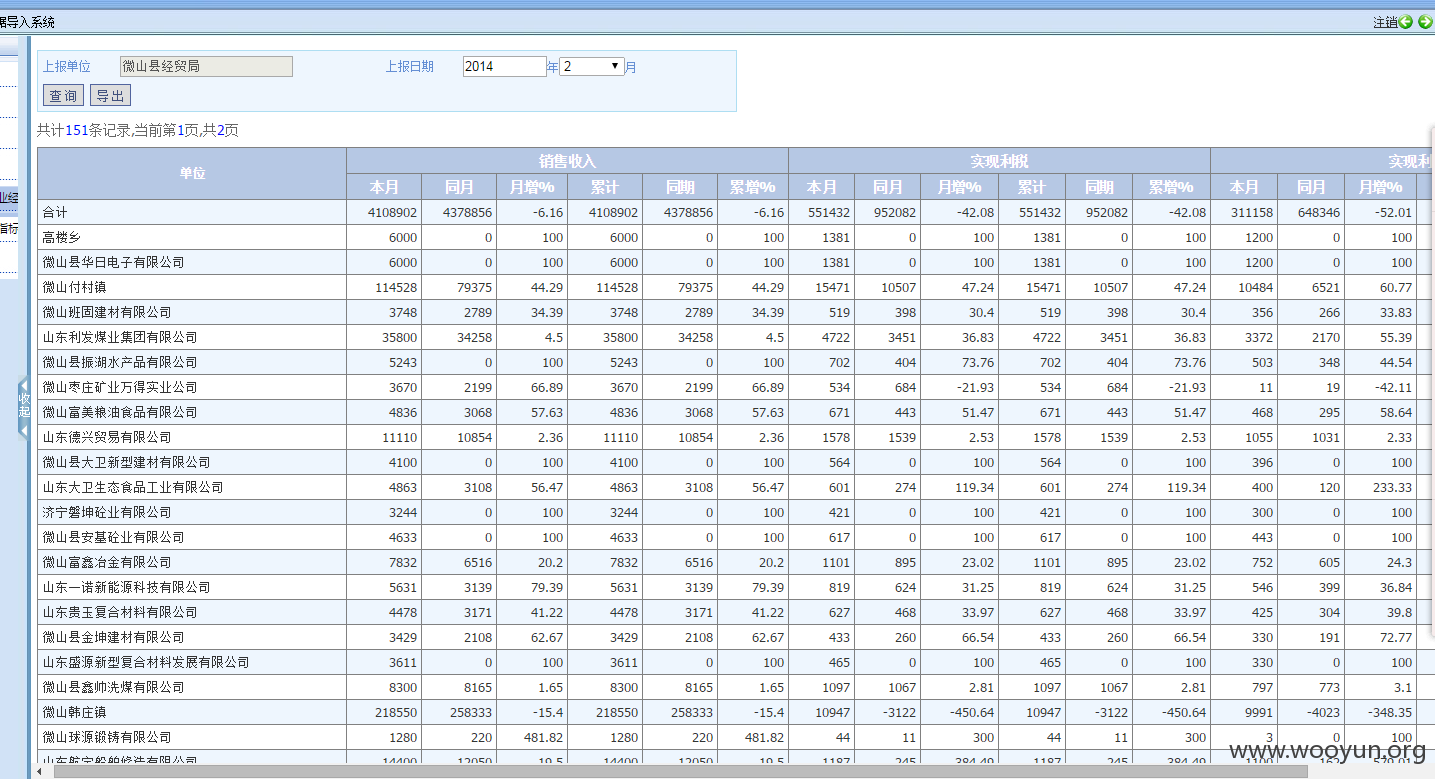 据导入系统 注销
上报单位 微山县经贸局 上报日期 2014 年 2 月
查询 导出
共计151条记录,当前第1页,共2页
单位 销售收入 实现利税 实现利
本月 同月 月增% 累计 同期 累增% 本月 同月 月增% 累计 同期 累增% 本月 同月 月增%
合计 4108902 4378856 -6.16 4108902 4378856 -6.16 551432 952082 -42.08 551432 952082 -42.08 311158 648346 -52.01
高楼乡 6000 0 100 6000 0 100 1381 0 100 1381 0 100 1200 0 100
微山县华日电子有限公司 6000 0 100 6000 0 100 1381 0 100 1381 0 100 1200 0 100
微山付村镇 114528 79375 44.29 114528 79375 44.29 15471 10507 47.24 15471 10507 47.24 10484 6521 60.77
微山班固建材有限公司 3748 2789 34.39 3748 2789 34.39 519 398 30.4 519 398 30.4 356 266 33.83
山东利发煤业集团有限公司 35800 34258 4.5 35800 34258 4.5 4722 3451 36.83 4722 3451 36.83 3372 2170 55.39
微山县振湖水产品有限公司 5243 0 100 5243 0 100 702 404 73.76 702 404 73.76 503 348 44.54
微山枣庄矿业万得实业公司 3670 2199 66.89 3670 2199 66.89 534 684 -21.93 534 684 -21.93 11 19 -42.11
微山富美粮油食品有限公司 4836 3068 57.63 4836 3068 57.63 671 443 51.47 671 443 51.47 468 295 58.64
山东德兴贸易有限公司 11110 10854 2.36 11110 10854 2.36 1578 1539 2.53 1578 1539 2.53 1055 1031 2.33
微山县大卫新型建材有限公司 4100 0 100 4100 0 100 564 0 100 564 0 100 396 0 100
山东大卫生态食品工业有限公司 4863 3108 56.47 4863 3108 56.47 601 274 119.34 601 274 119.34 400 120 233.33
济宁磐坤砼业有限公司 3244 0 100 3244 0 100 421 0 100 421 0 100 300 0 100
微山县安基砼业有限公司 4633 0 100 4633 0 100 617 0 100 617 0 100 443 0 100
微山富鑫冶金有限公司 7832 6516 20.2 7832 6516 20.2 1101 895 23.02 1101 895 23.02 752 605 24.3
山东一诺新能源科技有限公司 5631 3139 79.39 5631 3139 79.39 819 624 31.25 819 624 31.25 546 399 36.84
山东贵玉复合材料有限公司 4478 3171 41.22 4478 3171 41.22 627 468 33.97 627 468 33.97 425 304 39.8
微山县金坤建材有限公司 3429 2108 62.67 3429 2108 62.67 433 260 66.54 433 260 66.54 330 191 72.77
山东盛源新型复合材料发展有限公司 3611 0 100 3611 0 100 465 0 100 465 0 100 330 0 100
微山县鑫帅洗煤有限公司 8300 8165 1.65 8300 8165 1.65 1097 1067 2.81 1097 1067 2.81 797 773 3.1
微山韩庄镇 218550 258333 -15.4 218550 258333 -15.4 10947 -3122 -450.64 10947 -3122 -450.64 9991 -4023 -348.35
微山球源锻铸有限公司 1280 220 481.82 1280 220 481.82 44 11 300 44 11 300 3 0 100
业经
指标
收起
www.wooyun.org